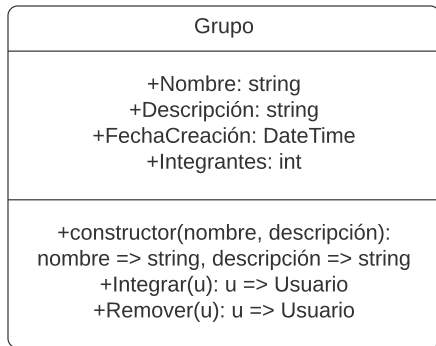 Grupo
+Nombre: string
+Descripción: string
+FechaCreación: DateTime
+Integrantes: int
+constructor(nombre, descripción):
nombre => string, descripción => string
+Integrar(u): u => Usuario
+Remover(u): u => Usuario